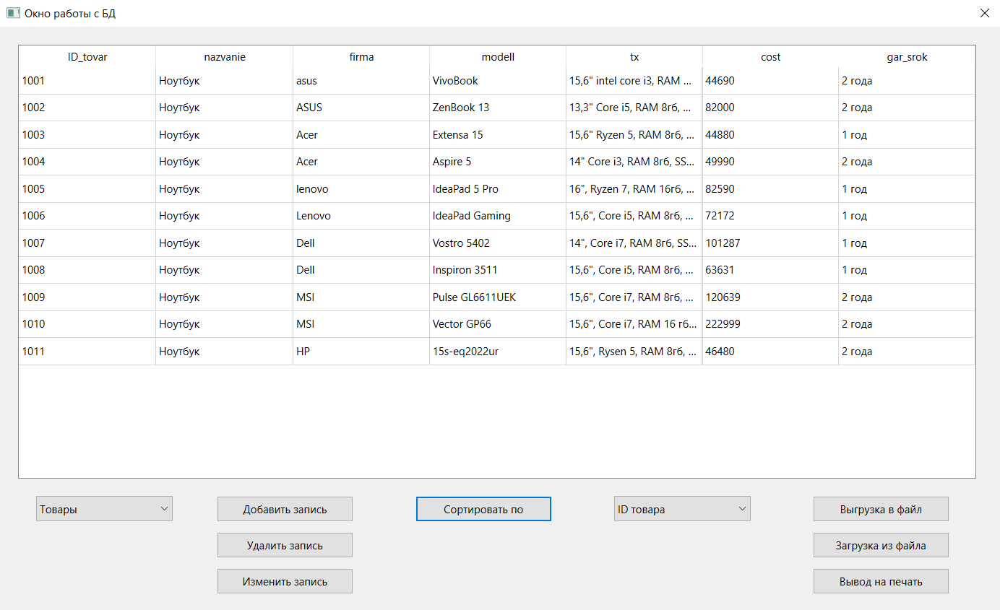 Окно работы с БД
ID_tovar nazvanie firma modell tx cost gar_srok
1001 Ноутбук asus VivoBook 15,6" intel core i3, RAM ... 44690 2 года
1002 Ноутбук ASUS ZenBook 13 13,3" Core i5, RAM 8гб, ... 82000 2 года
1003 Ноутбук Acer Extensa 15 15,6" Ryzen 5, RAM 8гб, ... 44880 1 год
1004 Ноутбук Acer Aspire 5 14" Core i3, RAM 8гб, SS... 49990 2 года
1005 Ноутбук lenovo IdeaPad 5 Pro 16", Ryzen 7, RAM 16гб, ... 82590 1 год
1006 Ноутбук Lenovo IdeaPad Gaming 15,6", Core i5, RAM 8гб, ... 72172 1 год
1007 Ноутбук Dell Vostro 5402 14", Core i7, RAM 8гб, SS... 101287 1 год
1008 Ноутбук Dell Inspiron 3511 15,6", Core i5, RAM 8гб, ... 63631 1 год
1009 Ноутбук MSI Pulse GL6611UEK 15,6", Core i7, RAM 8гб, ... 120639 2 года
1010 Ноутбук MSI Vector GP66 15,6", Core i7, RAM 16 гб... 222999 2 года
1011 Ноутбук HP 15s-eq2022ur 15,6", Rysen 5, RAM 8гб, ... 46480 2 года
Товары Добавить запись Сортировать по ID товара Выгрузка в файл
Удалить запись Загрузка из файла
Изменить запись Вывод на печать